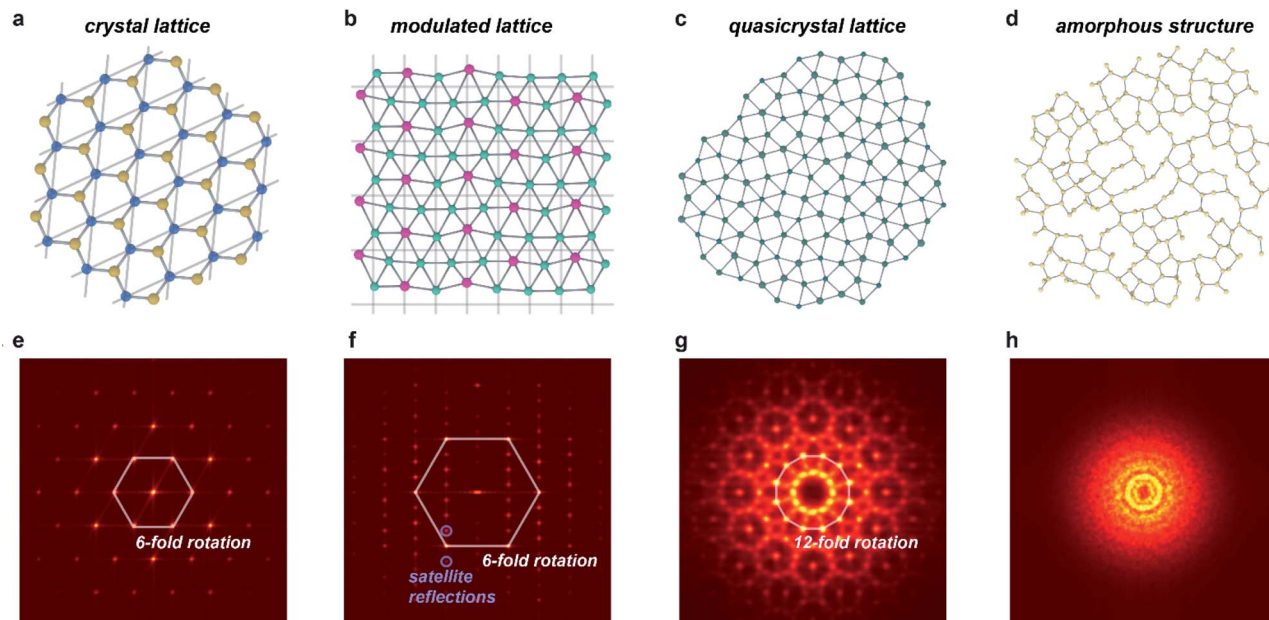 a
crystal lattice
b
modulated lattice
c
quasicrystal lattice
d
amorphous structure
e
6-fold rotation
f
6-fold rotation
satellite
reflections
g
12-fold rotation
h